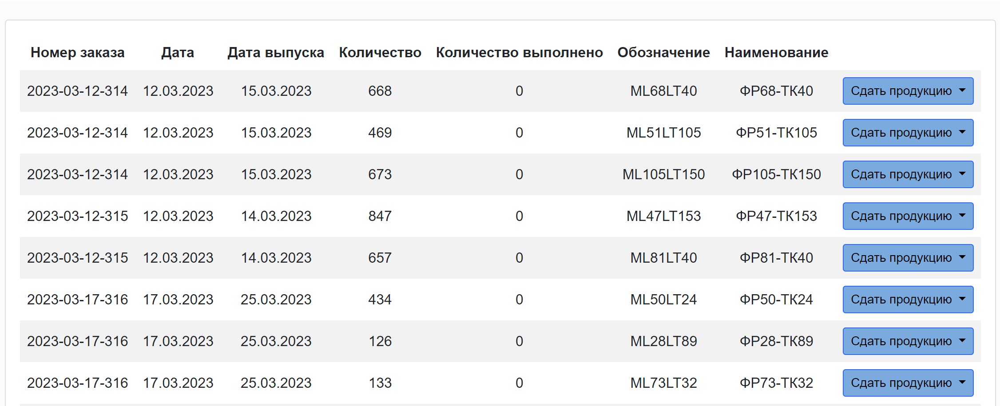 Номер заказа Дата Дата выпуска Количество Количество выполнено Обозначение Наименование
2023-03-12-314 12.03.2023 15.03.2023 668 0 ML68LT40 ФР68-ТК40 Сдать продукцию
2023-03-12-314 12.03.2023 15.03.2023 469 0 ML51LT105 ФР51-ТК105 Сдать продукцию
2023-03-12-314 12.03.2023 15.03.2023 673 0 ML105LT150 ФР105-ТК150 Сдать продукцию
2023-03-12-315 12.03.2023 14.03.2023 847 0 ML47LT153 ФР47-ТК153 Сдать продукцию
2023-03-12-315 12.03.2023 14.03.2023 657 0 ML81LT40 ФР81-ТК40 Сдать продукцию
2023-03-17-316 17.03.2023 25.03.2023 434 0 ML50LT24 ФР50-ТК24 Сдать продукцию
2023-03-17-316 17.03.2023 25.03.2023 126 0 ML28LT89 ФР28-ТК89 Сдать продукцию
2023-03-17-316 17.03.2023 25.03.2023 133 0 ML73LT32 ФР73-ТК32 Сдать продукцию